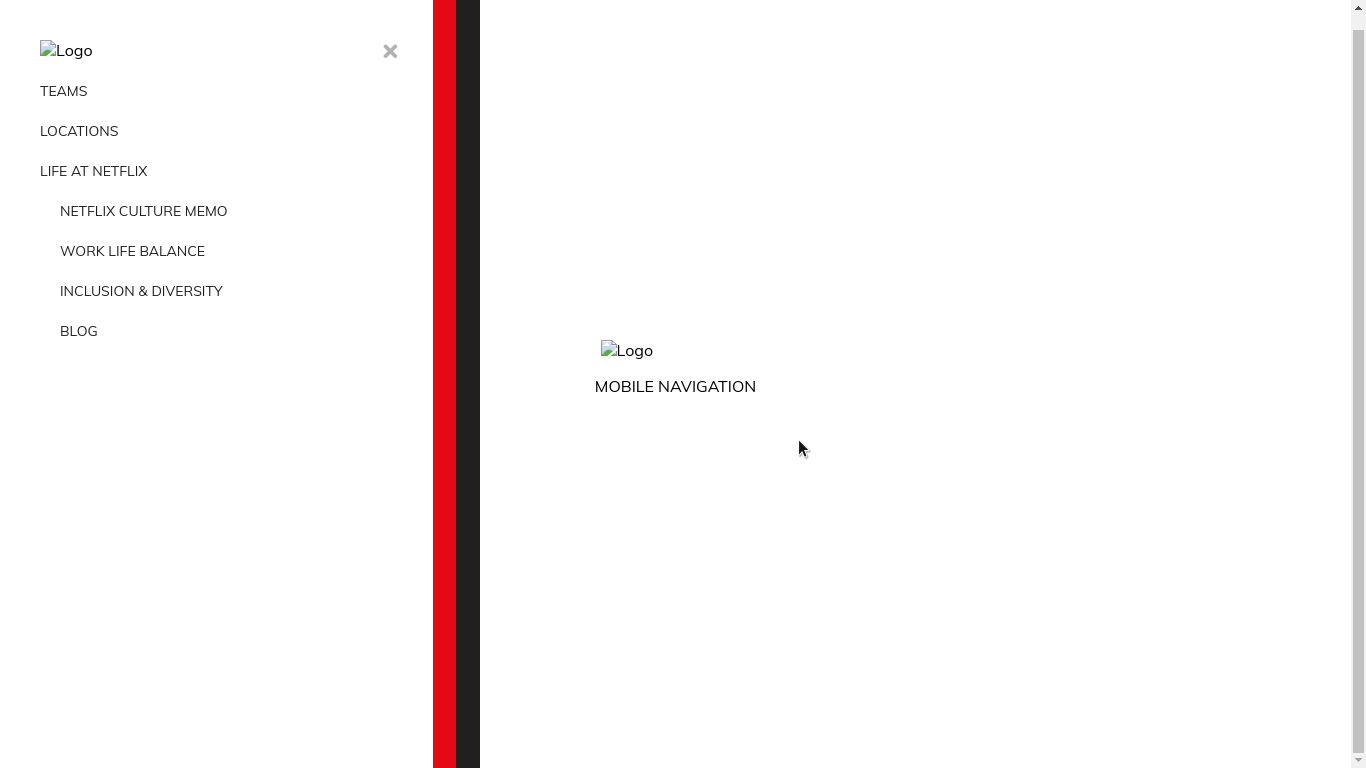 Logo
TEAMS
LOCATIONS
LIFE AT NETFLIX
NETFLIX CULTURE MEMO
WORK LIFE BALANCE
INCLUSION & DIVERSITY
BLOG
Logo
MOBILE NAVIGATION